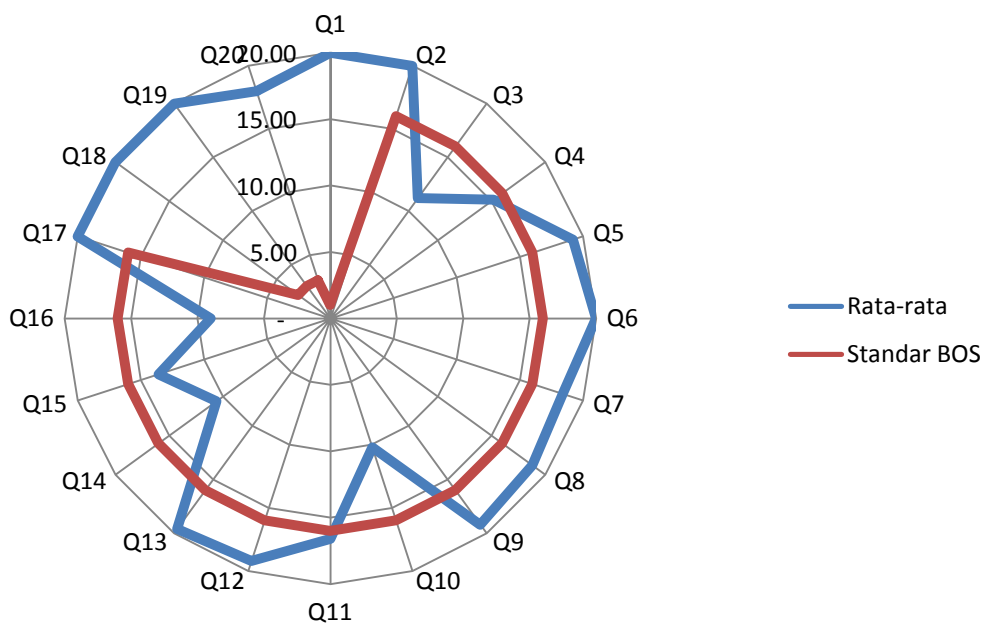 Q1
Q2
Q3
Q4
Q5
Q6
Q7
Q8
Q9
Q10
Q11
Q12
Q13
Q14
Q15
Q16
Q17
Q18
Q19
Q20
20.00
15.00
10.00
5.00
-
Rata-rata
Standar BOS